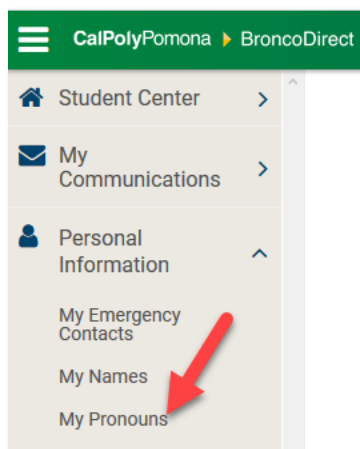 CalPolyPomona BroncoDirect
Student Center
My
Communications
Personal
Information
My Emergency
Contacts
My Names
My Pronouns